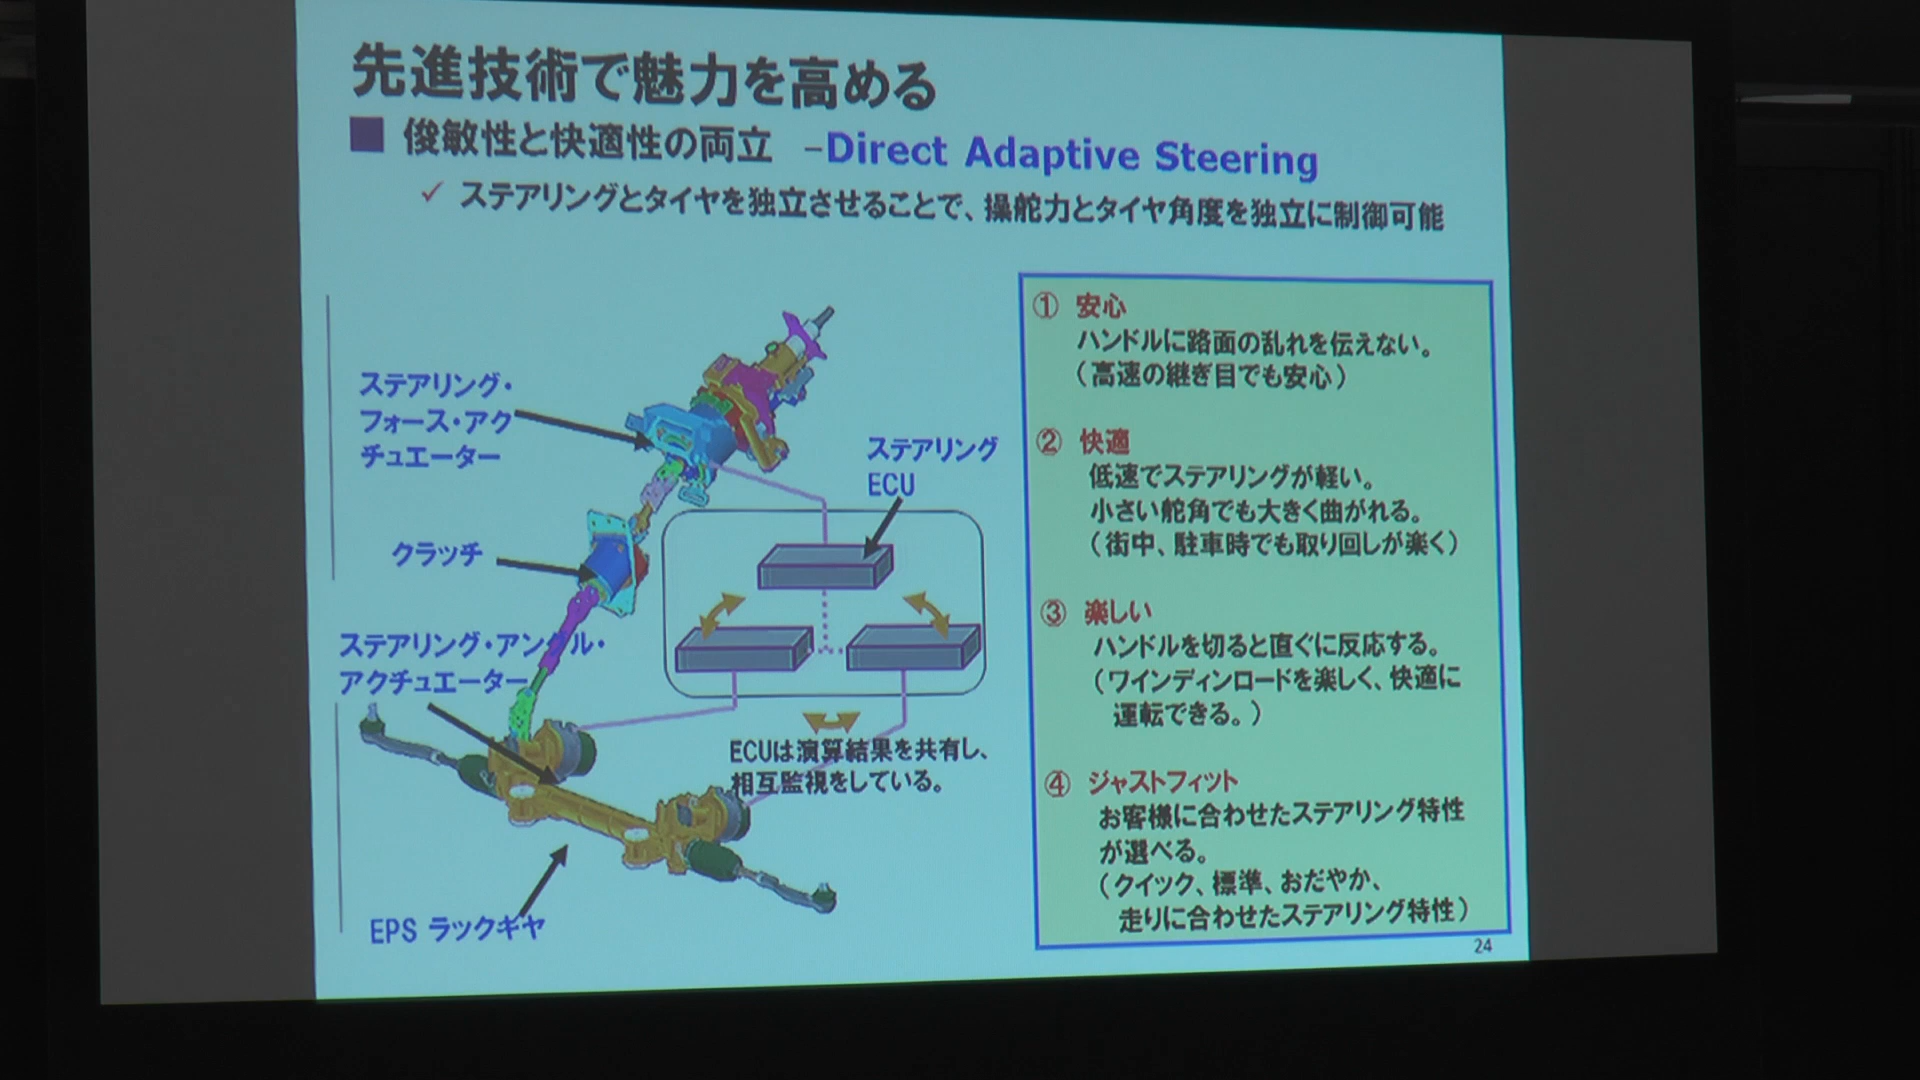 先進技術で魅力を高める
■ 俊敏性と快適性の両立 –Direct Adaptive Steering
✓ ステアリングとタイヤを独立させることで、操舵力とタイヤ角度を独立に制御可能
ステアリング・
フォース・アク
チュエーター
クラッチ
ステアリング・アングル・
アクチュエーター
EPS ラックギヤ
ステアリング
ECU
ECUは演算結果を共有し、
相互監視をしている。
① 安心
ハンドルに路面の乱れを伝えない。
（高速の継ぎ目でも安心）
② 快適
低速でステアリングが軽い。
小さい舵角でも大きく曲がれる。
（街中、駐車時でも取り回しが楽く）
③ 楽しい
ハンドルを切ると直ぐに反応する。
（ワインディンロードを楽しく、快適に
運転できる。）
④ ジャストフィット
お客様に合わせたステアリング特性
が選べる。
（クイック、標準、おだやか、
走りに合わせたステアリング特性）
24